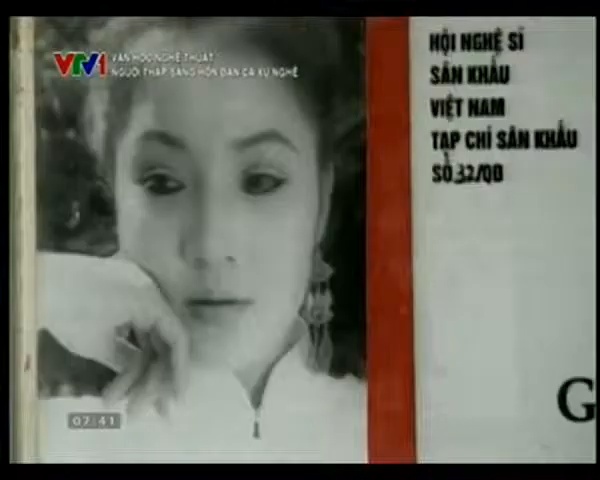 VTV1
VĂN HỌC NGHỆ THUẬT
NGƯỜI THẮP SÁNG HỒN DÂN CA XỨ NGHỆ
HỘI NGHỆ SĨ
SÂN KHẤU
VIỆT NAM
TẠP CHÍ SÂN KHẤU
SỐ 32/00
G
07:41